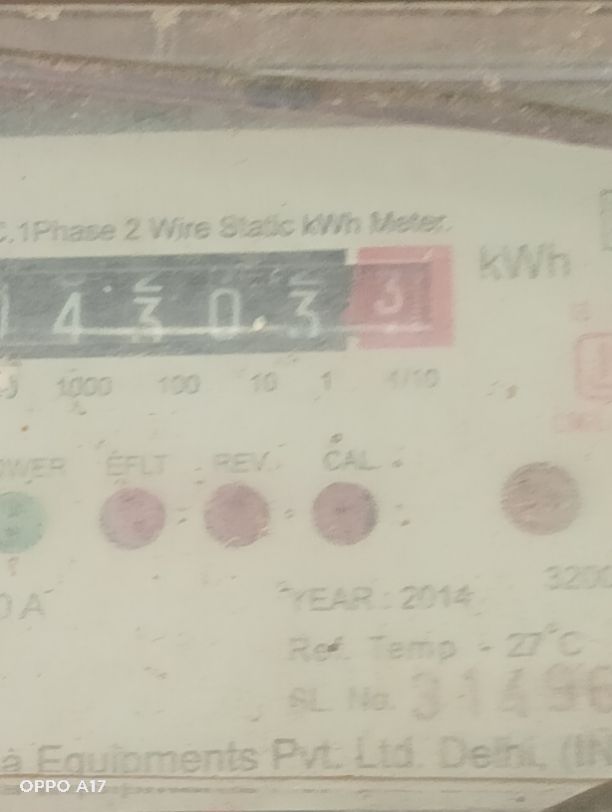 1Phase 2 Wire Static kWh Meter.
4 3 0 3 3 kWh
1000 100 10 1 1/10
EFLT REV. CAL
A
YEAR : 2014
Ref. Temp - 27°C
SL. No.
Equipments Pvt. Ltd. Delhi,
OPPO A17